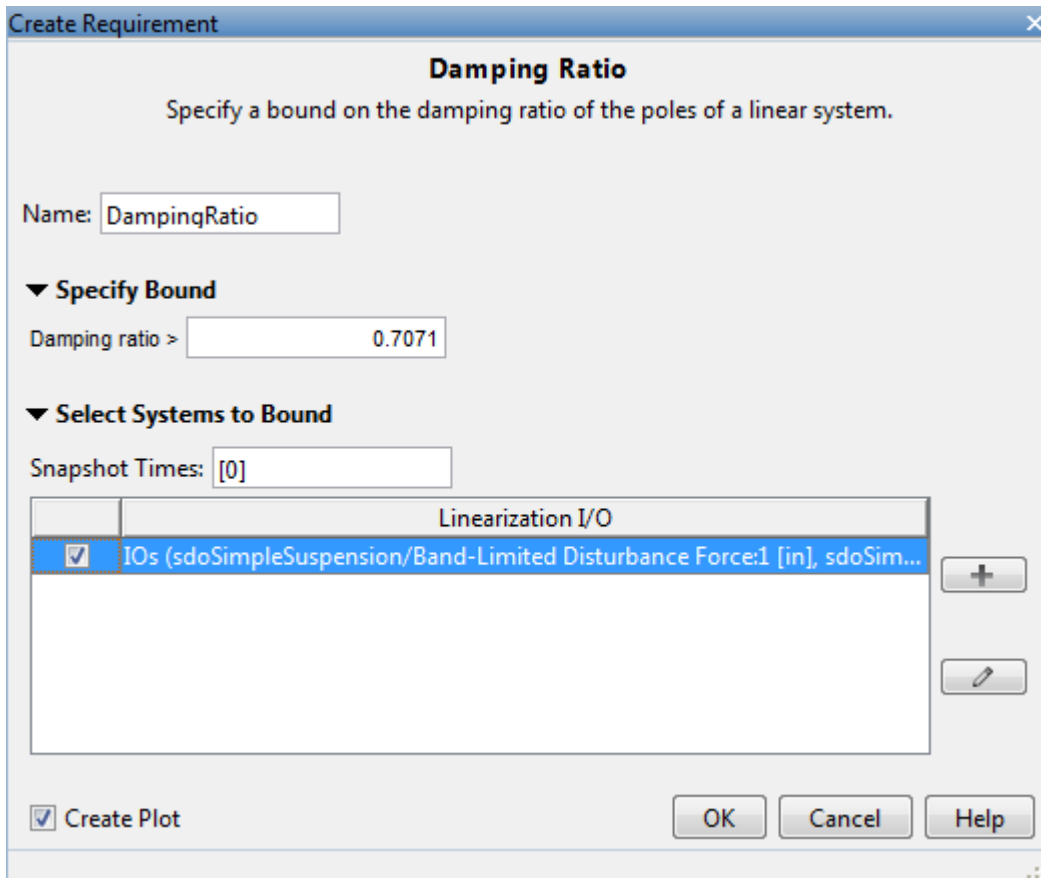 Create Requirement
Damping Ratio
Specify a bound on the damping ratio of the poles of a linear system.
Name: DampingRatio
Specify Bound
Damping ratio > 0.7071
Select Systems to Bound
Snapshot Times: [0]
Linearization I/O
IOs (sdoSimpleSuspension/Band-Limited Disturbance Force:1 [in], sdoSim...
Create Plot OK Cancel Help